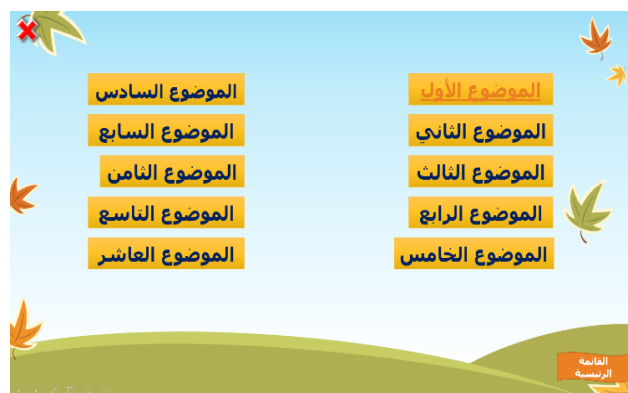 الموضوع الأول
الموضوع الثاني
الموضوع الثالث
الموضوع الرابع
الموضوع الخامس
الموضوع السادس
الموضوع السابع
الموضوع الثامن
الموضوع التاسع
الموضوع العاشر
القائمة
الرئيسية